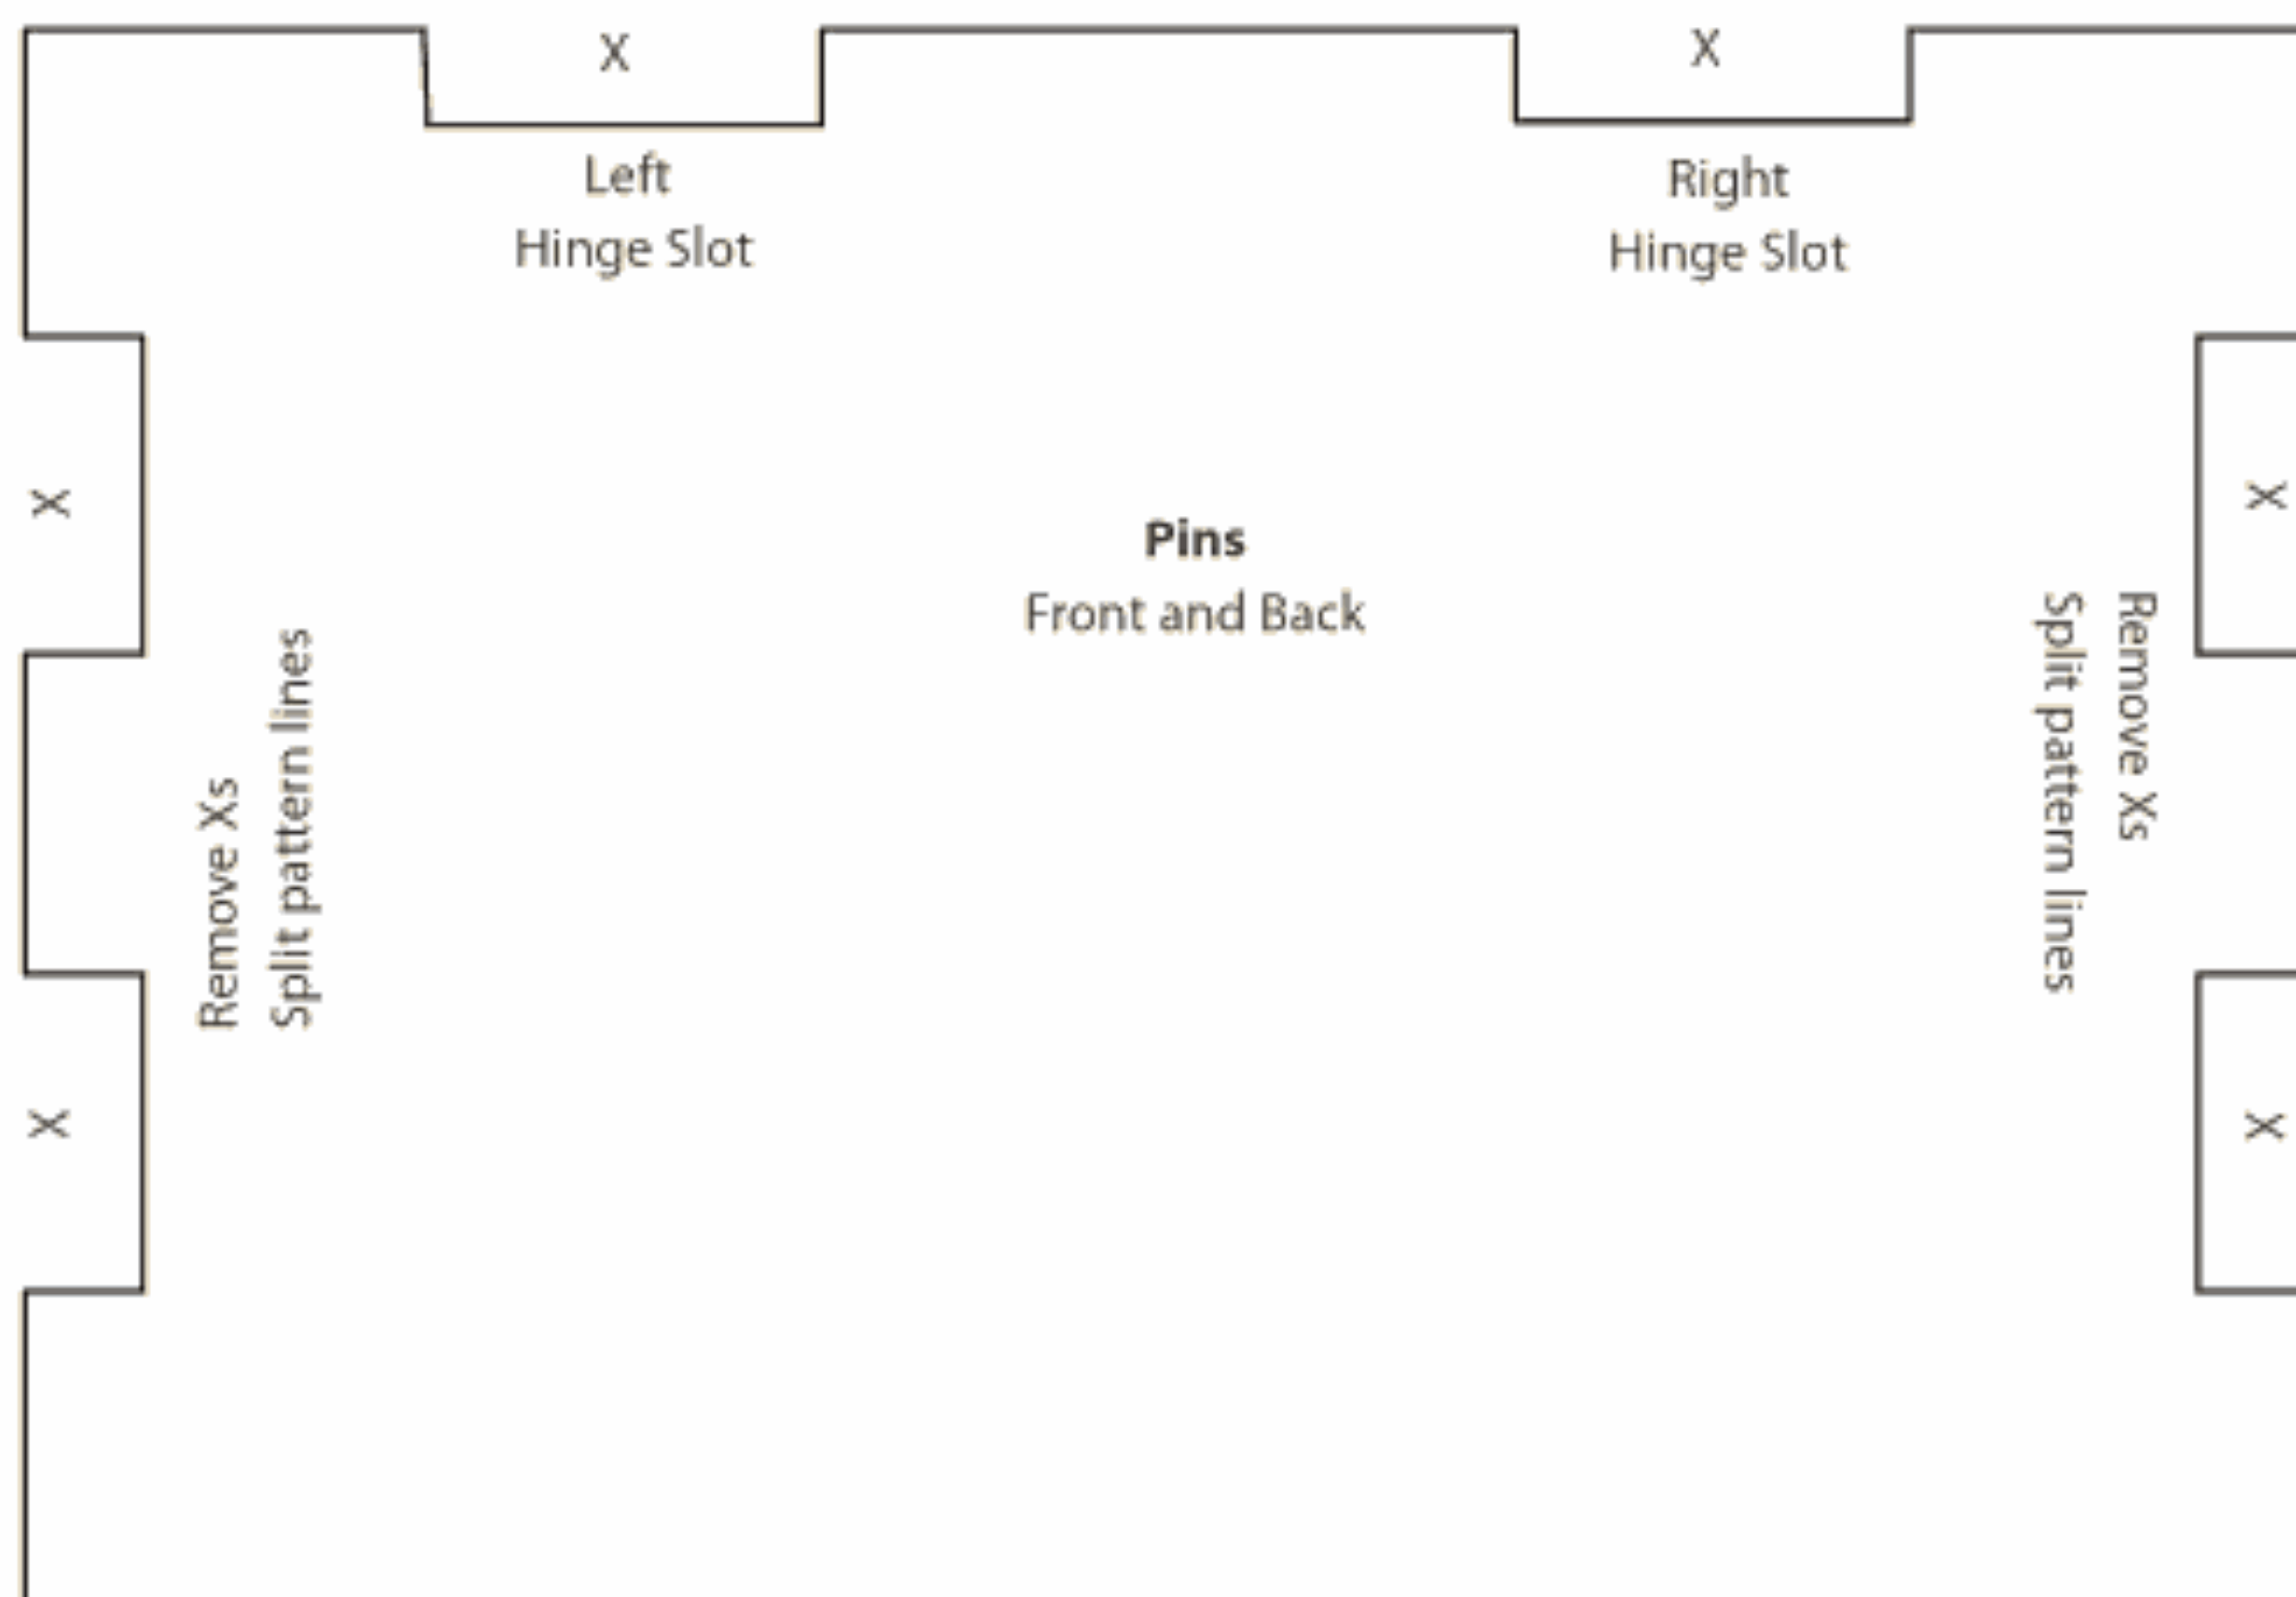 X
X
Left
Hinge Slot
Right
Hinge Slot
X
X
Pins
Front and Back
Remove Xs
Split pattern lines
Remove Xs
Split pattern lines
X
X